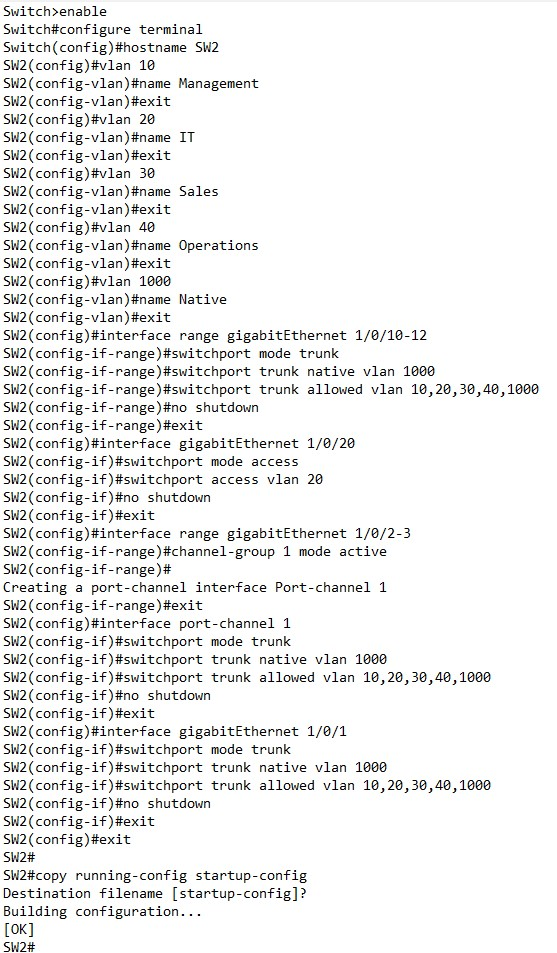 Switch>enable
Switch#configure terminal
Switch(config)#hostname SW2
SW2(config)#vlan 10
SW2(config-vlan)#name Management
SW2(config-vlan)#exit
SW2(config)#vlan 20
SW2(config-vlan)#name IT
SW2(config-vlan)#exit
SW2(config)#vlan 30
SW2(config-vlan)#name Sales
SW2(config-vlan)#exit
SW2(config)#vlan 40
SW2(config-vlan)#name Operations
SW2(config-vlan)#exit
SW2(config)#vlan 1000
SW2(config-vlan)#name Native
SW2(config-vlan)#exit
SW2(config)#interface range gigabitEthernet 1/0/10-12
SW2(config-if-range)#switchport mode trunk
SW2(config-if-range)#switchport trunk native vlan 1000
SW2(config-if-range)#switchport trunk allowed vlan 10,20,30,40,1000
SW2(config-if-range)#no shutdown
SW2(config-if-range)#exit
SW2(config)#interface gigabitEthernet 1/0/20
SW2(config-if)#switchport mode access
SW2(config-if)#switchport access vlan 20
SW2(config-if)#no shutdown
SW2(config-if)#exit
SW2(config)#interface range gigabitEthernet 1/0/2-3
SW2(config-if-range)#channel-group 1 mode active
SW2(config-if-range)#
Creating a port-channel interface Port-channel 1
SW2(config-if-range)#exit
SW2(config)#interface port-channel 1
SW2(config-if)#switchport mode trunk
SW2(config-if)#switchport trunk native vlan 1000
SW2(config-if)#switchport trunk allowed vlan 10,20,30,40,1000
SW2(config-if)#no shutdown
SW2(config-if)#exit
SW2(config)#interface gigabitEthernet 1/0/1
SW2(config-if)#switchport mode trunk
SW2(config-if)#switchport trunk native vlan 1000
SW2(config-if)#switchport trunk allowed vlan 10,20,30,40,1000
SW2(config-if)#no shutdown
SW2(config-if)#exit
SW2(config)#exit
SW2#
SW2#copy running-config startup-config
Destination filename [startup-config]?
Building configuration...
[OK]
SW2#